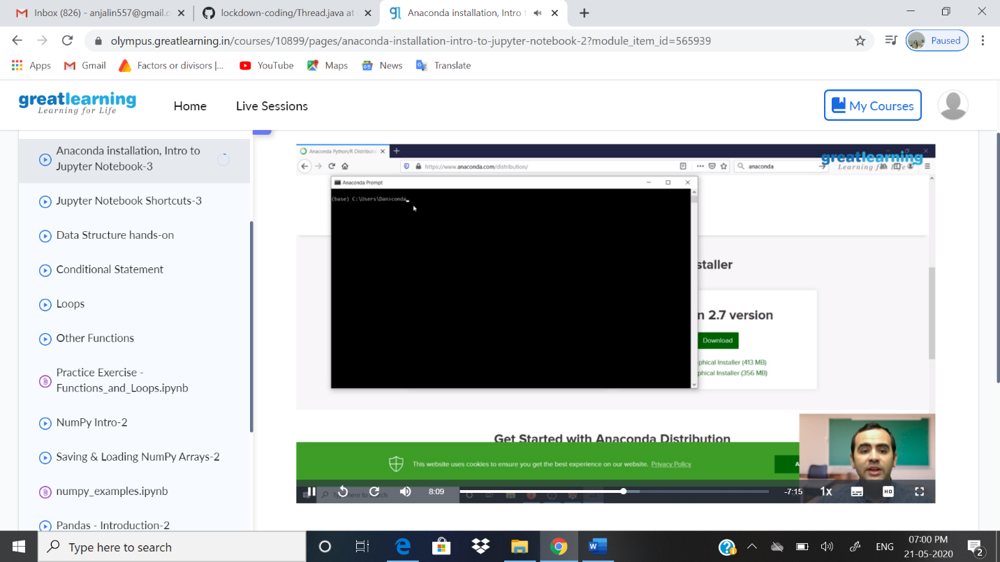 Inbox (826) - anjalin557@gmail.c
lockdown-coding/Thread.java at
Anaconda installation, Intro t
olympus.greatlearning.in/courses/10899/pages/anaconda-installation-intro-to-jupyter-notebook-2?module_item_id=565939
Paused
Apps
Gmail
Factors or divisors |...
YouTube
Maps
News
Translate
greatlearning
Learning for Life
Home
Live Sessions
My Courses
Anaconda installation, Intro to
Jupyter Notebook-3
Jupyter Notebook Shortcuts-3
Data Structure hands-on
Conditional Statement
Loops
Other Functions
Practice Exercise -
Functions_and_Loops.ipynb
NumPy Intro-2
Saving & Loading NumPy Arrays-2
numpy_examples.ipynb
Pandas - Introduction-2
Anaconda Python/R Distributi
https://www.anaconda.com/distribution/
anaconda
greatlearning
Learning for Life
Anaconda Prompt
(base) C:\Users\Dan>conda
staller
n 2.7 version
Download
phical Installer (413 MB)
phical Installer (356 MB)
Get Started with Anaconda Distribution
This website uses cookies to ensure you get the best experience on our website. Privacy Policy
A
8:09
-7:15
1x
HD
Type here to search
W
ENG
07:00 PM
21-05-2020
2